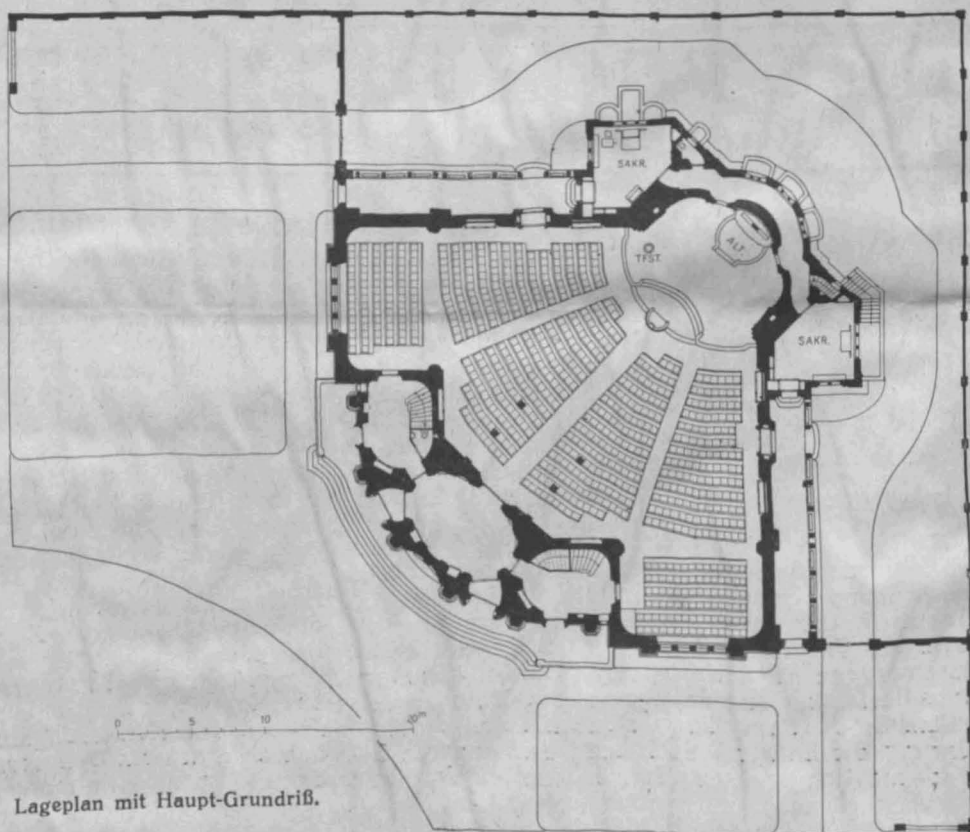 SAKR.
ALT.
TFST.
SAKR.
0 5 10 20m
Lageplan mit Haupt-Grundriß.